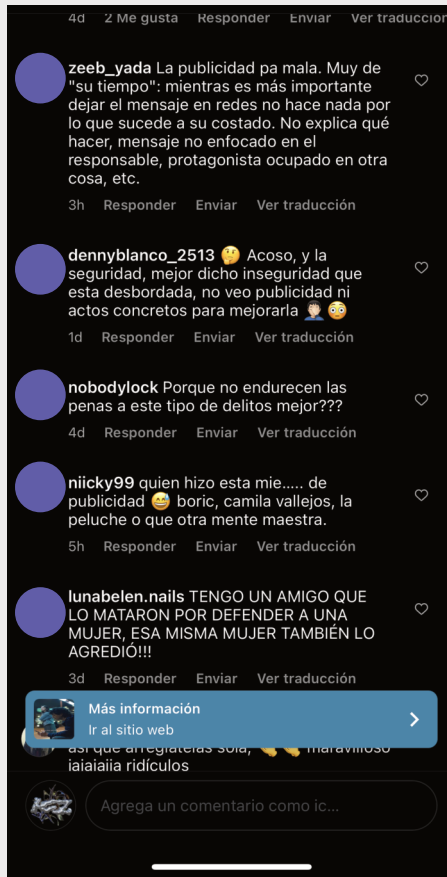 4d 2 Me gusta Responder Enviar Ver traducción
zeeb_yada La publicidad pa mala. Muy de
"su tiempo": mientras es más importante
dejar el mensaje en redes no hace nada por
lo que sucede a su costado. No explica qué
hacer, mensaje no enfocado en el
responsable, protagonista ocupado en otra
cosa, etc.
3h Responder Enviar Ver traducción
dennyblanco_2513 🤔 Acoso, y la
seguridad, mejor dicho inseguridad que
esta desbordada, no veo publicidad ni
actos concretos para mejorarla 🤦🏻‍♂️😳
1d Responder Enviar Ver traducción
nobodylock Porque no endurecen las
penas a este tipo de delitos mejor???
4d Responder Enviar Ver traducción
niicky99 quien hizo esta mie..... de
publicidad 😅 boric, camila vallejos, la
peluche o que otra mente maestra.
5h Responder Enviar Ver traducción
lunabelen.nails TENGO UN AMIGO QUE
LO MATARON POR DEFENDER A UNA
MUJER, ESA MISMA MUJER TAMBIÉN LO
AGREDIÓ!!!
3d Responder Enviar Ver traducción
Más información
Ir al sitio web
así que arreglatelas sola, 👊👊 maravilloso
jajajajja ridículos
Agrega un comentario como ic...